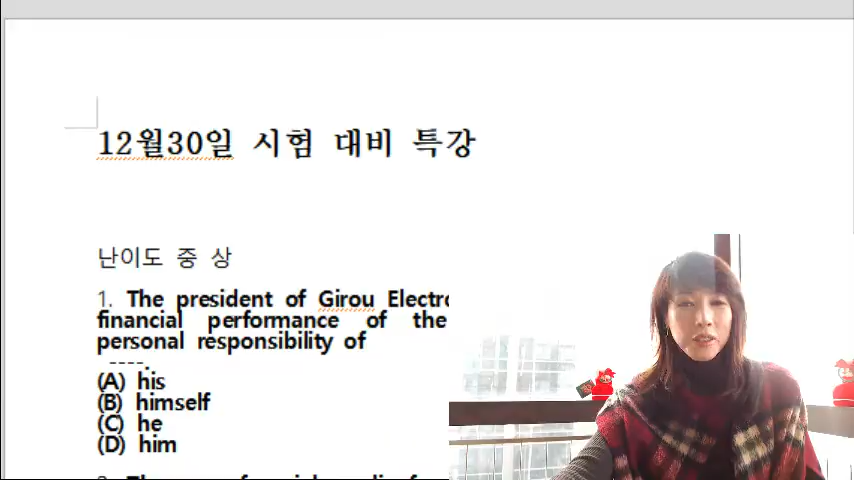 12월30일 시험 대비 특강
난이도 중 상
1. The president of Girou
financial performance of the
personal responsibility of
----.
(A) his
(B) himself
(C) he
(D) him